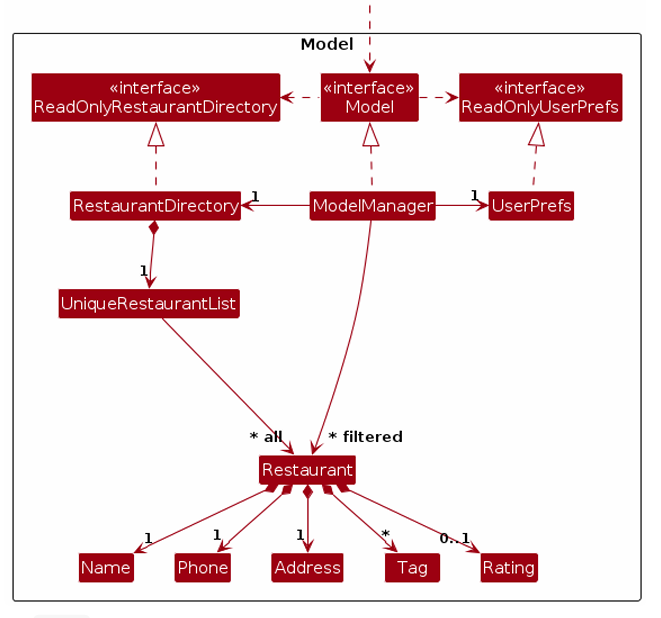 Model
«interface»
ReadOnlyRestaurantDirectory
«interface»
Model
«interface»
ReadOnlyUserPrefs
RestaurantDirectory
1
ModelManager
1
UserPrefs
1
UniqueRestaurantList
* all
* filtered
Restaurant
1
1
1
*
0..1
Name
Phone
Address
Tag
Rating